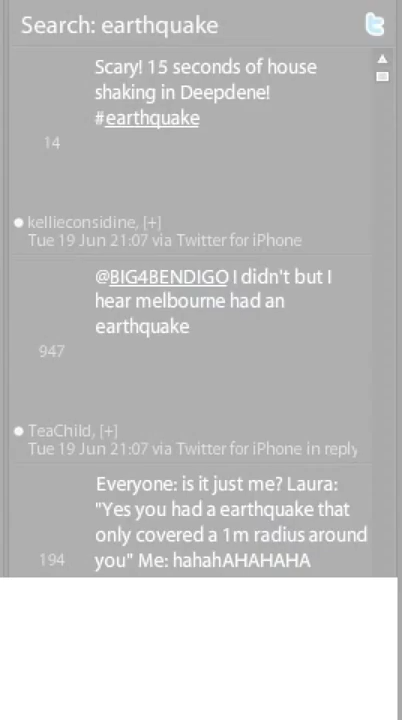 Search: earthquake
Scary! 15 seconds of house
shaking in Deepdene!
#earthquake
14
kellieconsidine, [+]
Tue 19 Jun 21:07 via Twitter for iPhone
@BIG4BENDIGO I didn't but I
hear melbourne had an
earthquake
947
TeaChild, [+]
Tue 19 Jun 21:07 via Twitter for iPhone in reply
Everyone: is it just me? Laura:
"Yes you had a earthquake that
only covered a 1m radius around
194
you" Me: hahahAHAHAHA